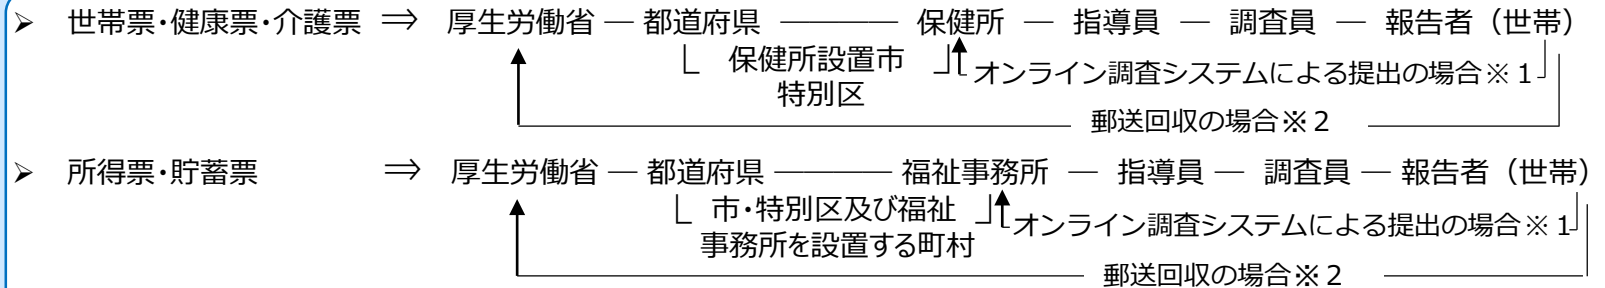 ➢ 世帯票・健康票・介護票 ⇒ 厚生労働省 ― 都道府県 ――― 保健所 ― 指導員 ― 調査員 ― 報告者（世帯）
保健所設置市
特別区
オンライン調査システムによる提出の場合※１
郵送回収の場合※２
➢ 所得票・貯蓄票 ⇒ 厚生労働省 ― 都道府県 ――― 福祉事務所 ― 指導員 ― 調査員 ― 報告者（世帯）
市・特別区及び福祉
事務所を設置する町村
オンライン調査システムによる提出の場合※１
郵送回収の場合※２